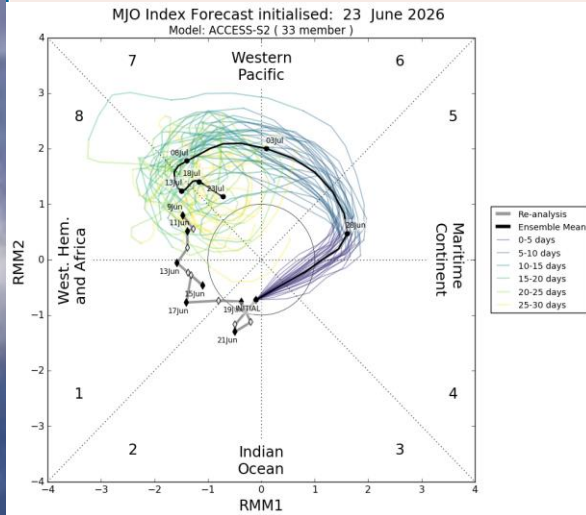 MJO Index Forecast initialised: 23 June 2026
Model: ACCESS-S2 ( 33 member )
4
7
Western
Pacific
6
3
8
5
03Jul
2
08Jul
18Jul
13Jul
23Jul
1
9Jun
11Jun
28Jun
RMM2
0
West. Hem.
and Africa
Maritime
Continent
13Jun
15Jun
17Jun
19Jun
INITIAL
−1
21Jun
−2
1
4
−3
2
Indian
Ocean
3
−4
−4 −3 −2 −1 0 1 2 3 4
RMM1
Re-analysis
Ensemble Mean
0-5 days
5-10 days
10-15 days
15-20 days
20-25 days
25-30 days